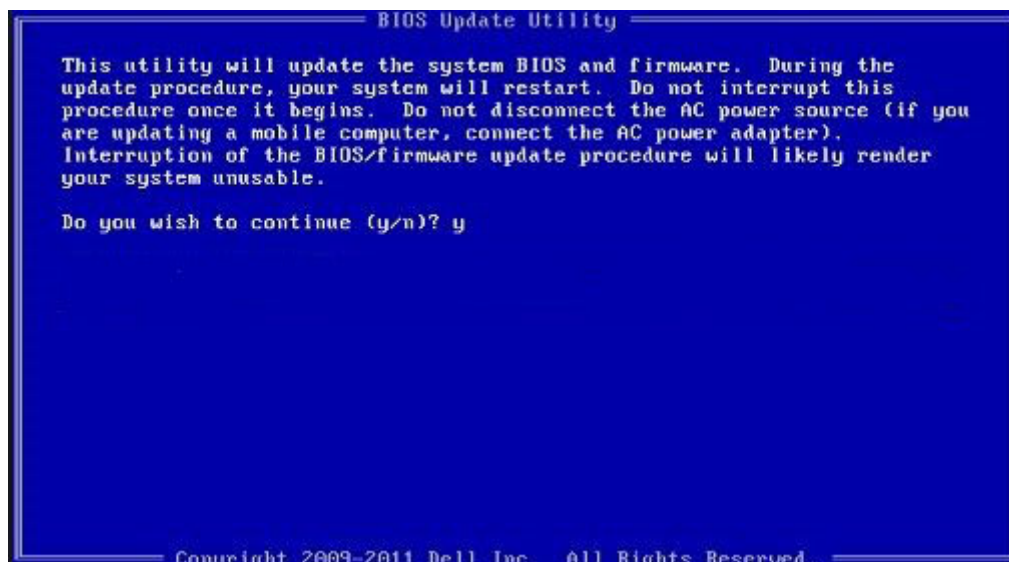 BIOS Update Utility
This utility will update the system BIOS and firmware. During the
update procedure, your system will restart. Do not interrupt this
procedure once it begins. Do not disconnect the AC power source (if you
are updating a mobile computer, connect the AC power adapter).
Interruption of the BIOS/firmware update procedure will likely render
your system unusable.
Do you wish to continue (y/n)? y
Copyright 2009-2011 Dell Inc. All Rights Reserved.